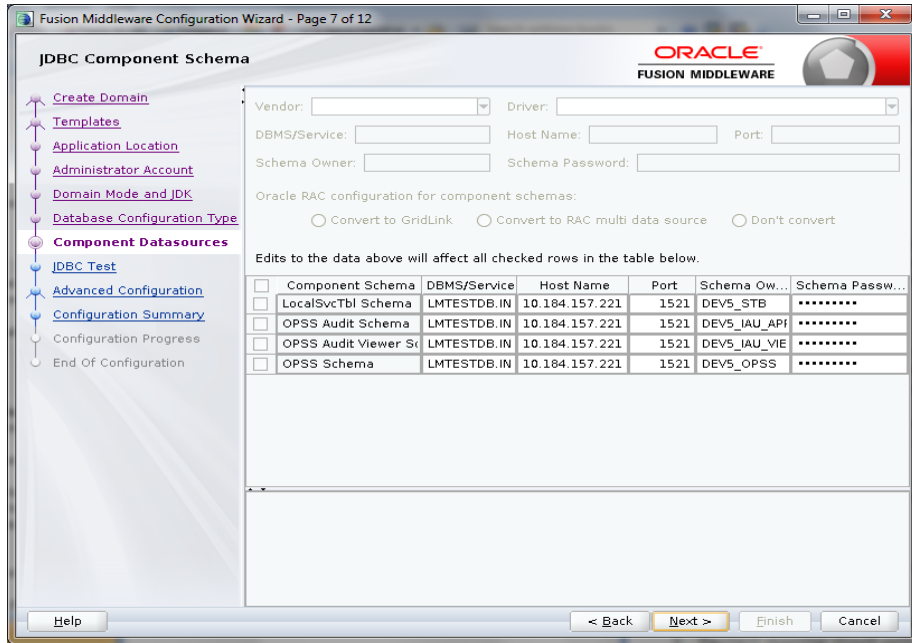 Fusion Middleware Configuration Wizard - Page 7 of 12
JDBC Component Schema
ORACLE
FUSION MIDDLEWARE
Create Domain
Templates
Application Location
Administrator Account
Domain Mode and JDK
Database Configuration Type
Component Datasources
JDBC Test
Advanced Configuration
Configuration Summary
Configuration Progress
End Of Configuration
Vendor: Driver:
DBMS/Service: Host Name: Port:
Schema Owner: Schema Password:
Oracle RAC configuration for component schemas:
Convert to GridLink Convert to RAC multi data source Don't convert
Edits to the data above will affect all checked rows in the table below.
Component Schema DBMS/Service Host Name Port Schema Ow... Schema Passw...
LocalSvcTbl Schema LMTESTDB.IN 10.184.157.221 1521 DEV5_STB •••••••••
OPSS Audit Schema LMTESTDB.IN 10.184.157.221 1521 DEV5_IAU_APP •••••••••
OPSS Audit Viewer Sc LMTESTDB.IN 10.184.157.221 1521 DEV5_IAU_VIE •••••••••
OPSS Schema LMTESTDB.IN 10.184.157.221 1521 DEV5_OPSS •••••••••
Help < Back Next > Finish Cancel